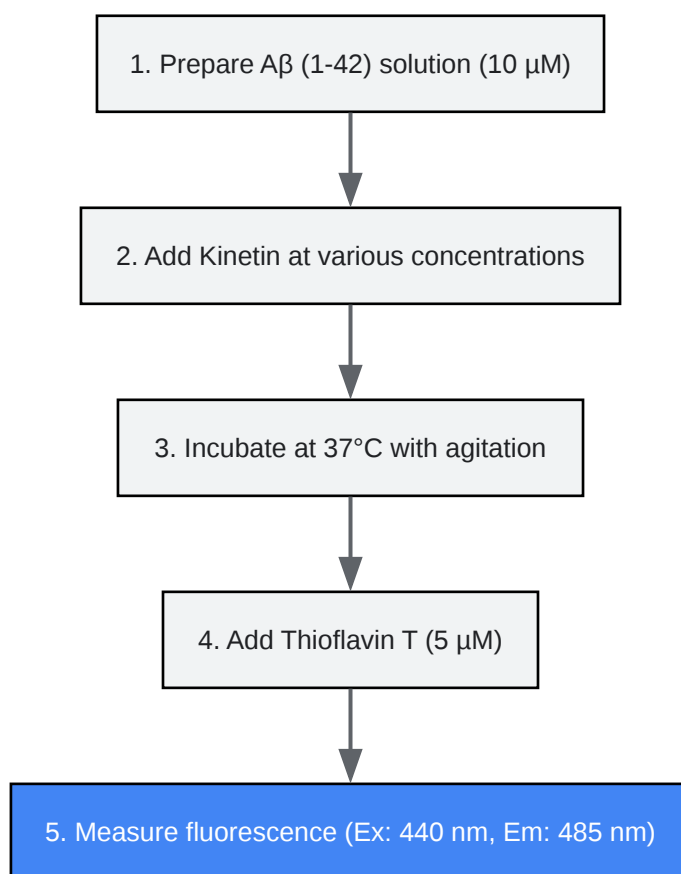 1. Prepare Aβ (1-42) solution (10 µM)
2. Add Kinetin at various concentrations
3. Incubate at 37°C with agitation
4. Add Thioflavin T (5 µM)
5. Measure fluorescence (Ex: 440 nm, Em: 485 nm)